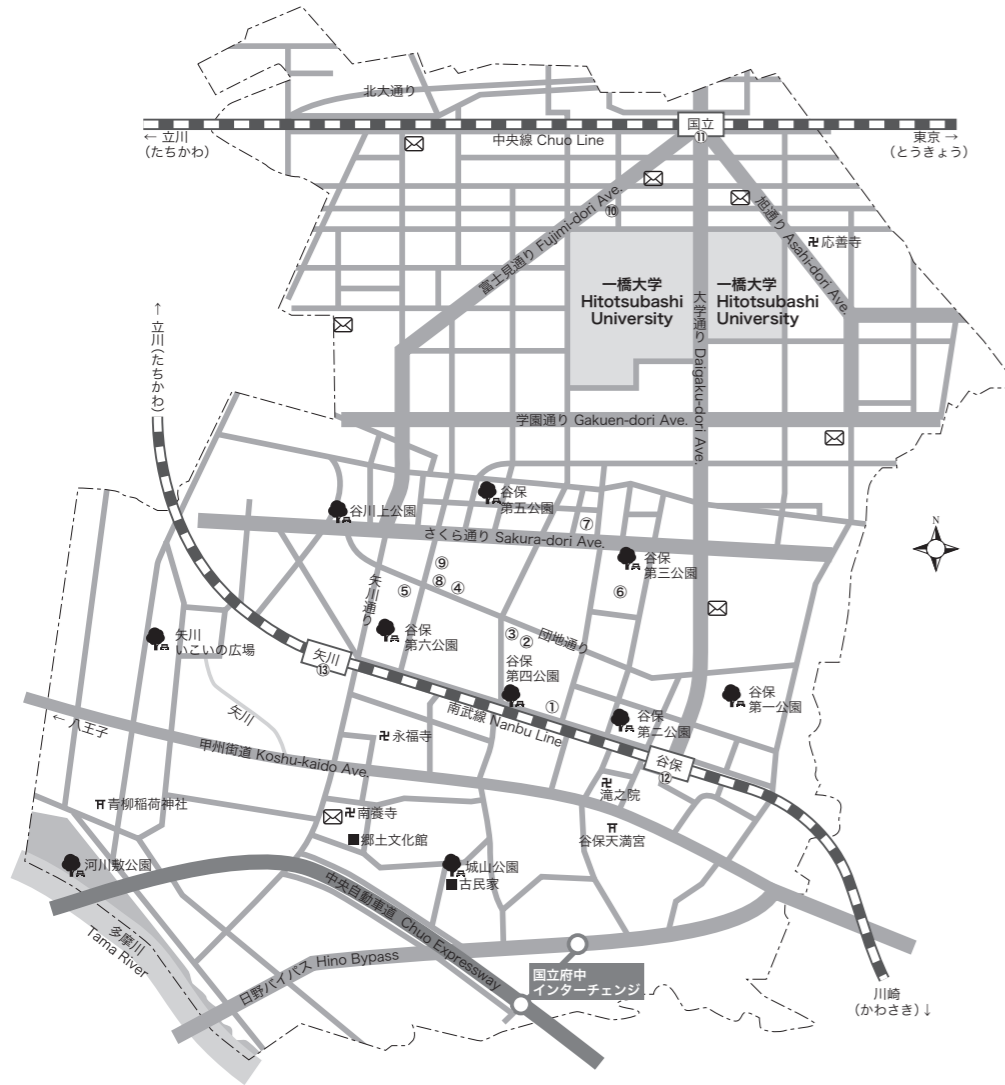 北大通り
国立
⑪
← 立川
(たちかわ)
中央線 Chuo Line
東京 →
(とうきょう)
富士見通り Fujimi-dori Ave.
⑩
旭通り Asahi-dori Ave.
応善寺
一橋大学
Hitotsubashi
University
一橋大学
Hitotsubashi
University
大学通り Daigaku-dori Ave.
← 立川(たちかわ)
学園通り Gakuen-dori Ave.
谷保
第五公園
谷川上公園
⑦
さくら通り Sakura-dori Ave.
N
谷保
第三公園
⑨
⑧
④
⑤
⑥
矢川通り
谷保
第六公園
③
②
団地通り
矢川
いこいの広場
矢川
⑬
谷保
第四公園
①
谷保
第一公園
谷保
第二公園
南武線 Nanbu Line
矢川
← 八王子
永福寺
甲州街道 Koshu-kaido Ave.
谷保
⑫
滝之院
青柳稲荷神社
南養寺
郷土文化館
谷保天満宮
河川敷公園
城山公園
古民家
中央自動車道 Chuo Expressway
多摩川
Tama River
日野バイパス Hino Bypass
国立府中
インターチェンジ
川崎
(かわさき)↓